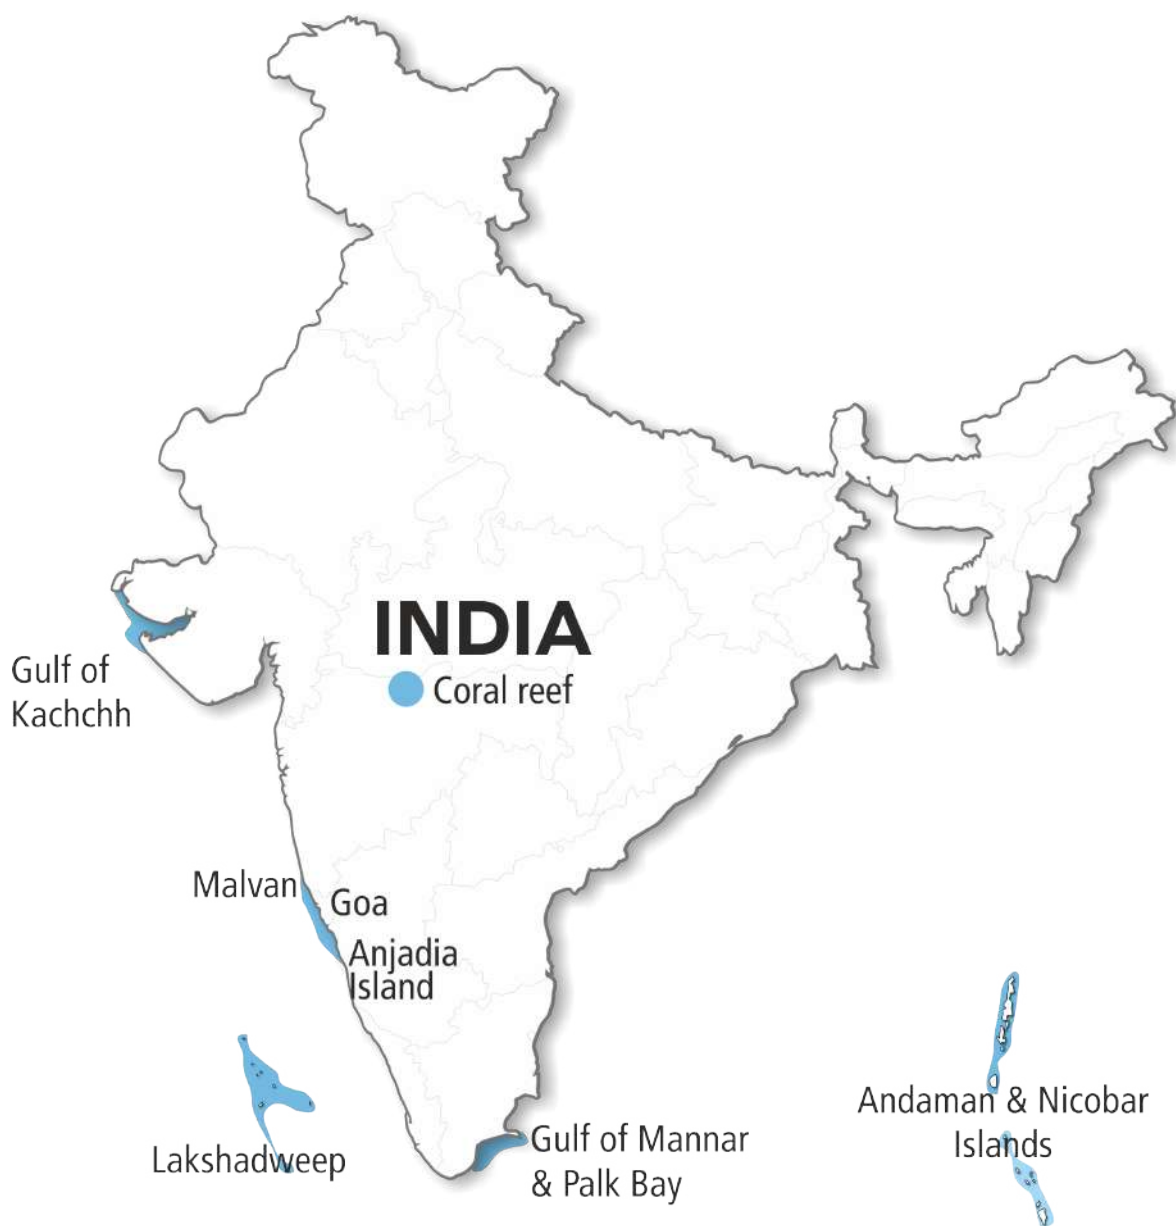 INDIA
Coral reef
Gulf of
Kachchh
Malvan
Goa
Anjadia
Island
Lakshadweep
Gulf of Mannar
& Palk Bay
Andaman & Nicobar
Islands